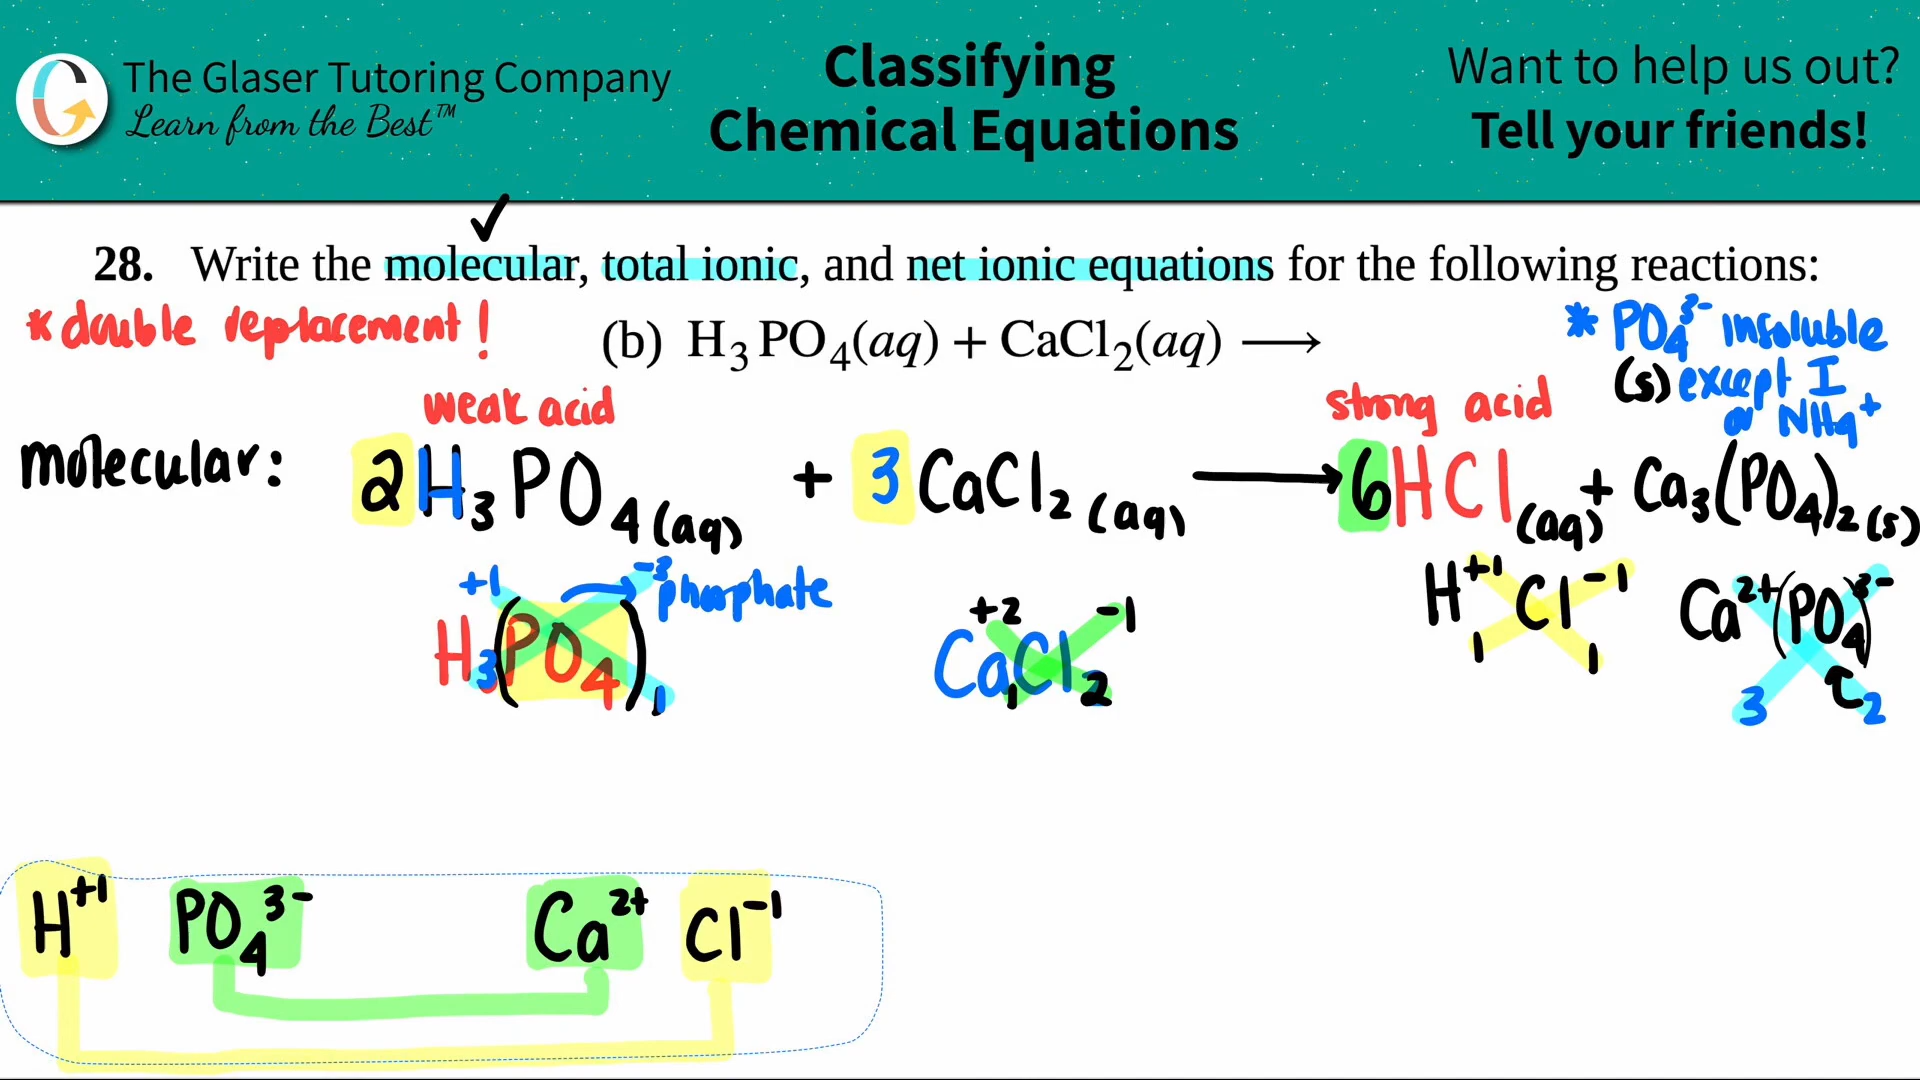 The Glaser Tutoring Company
Learn from the Best™
Classifying
Chemical Equations
Want to help us out?
Tell your friends!
28. Write the molecular, total ionic, and net ionic equations for the following reactions:
* double replacement!
(b) H₃PO₄(aq) + CaCl₂(aq) ⟶
* PO₄³⁻ insoluble
(s) except I
or NH₄⁺
weak acid
strong acid
molecular: 2H₃PO₄(aq) + 3CaCl₂(aq) → 6HCl(aq) + Ca₃(PO₄)₂(s)
+1 -3 phosphate
H₃(PO₄)₁
+2 -1
Ca₁Cl₂
H⁺¹ Cl⁻¹
1 1
Ca²⁺(PO₄)³⁻
3 2
H⁺¹ PO₄³⁻ Ca²⁺ Cl⁻¹